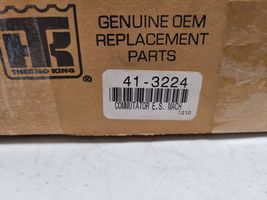 GENUINE OEM
REPLACEMENT
PARTS
THERMO KING
®
41-3224
COMMUTATOR E.S. MACH
1210